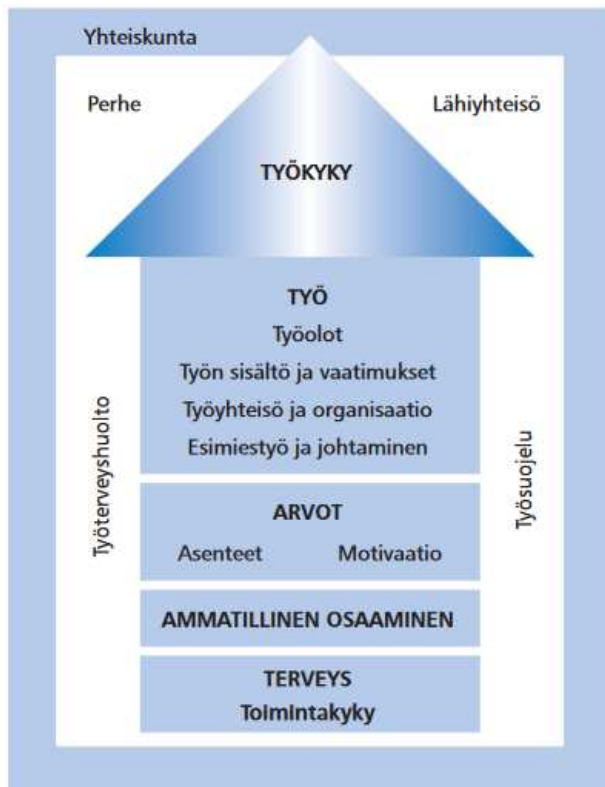 Yhteiskunta
Perhe
Lähiyhteisö
TYÖKYKY
TYÖ
Työolot
Työn sisältö ja vaatimukset
Työyhteisö ja organisaatio
Esimiestyö ja johtaminen
Työterveyshuolto
Työsuojelu
ARVOT
Asenteet Motivaatio
AMMATILLINEN OSAAMINEN
TERVEYS
Toimintakyky